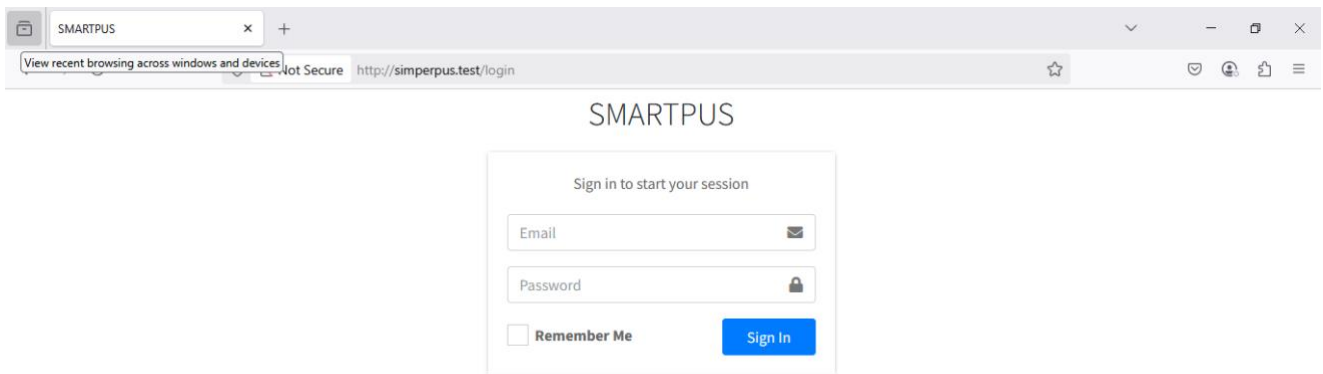 SMARTPUS
View recent browsing across windows and devices
Not Secure http://simperpus.test/login
SMARTPUS
Sign in to start your session
Email
Password
Remember Me
Sign In